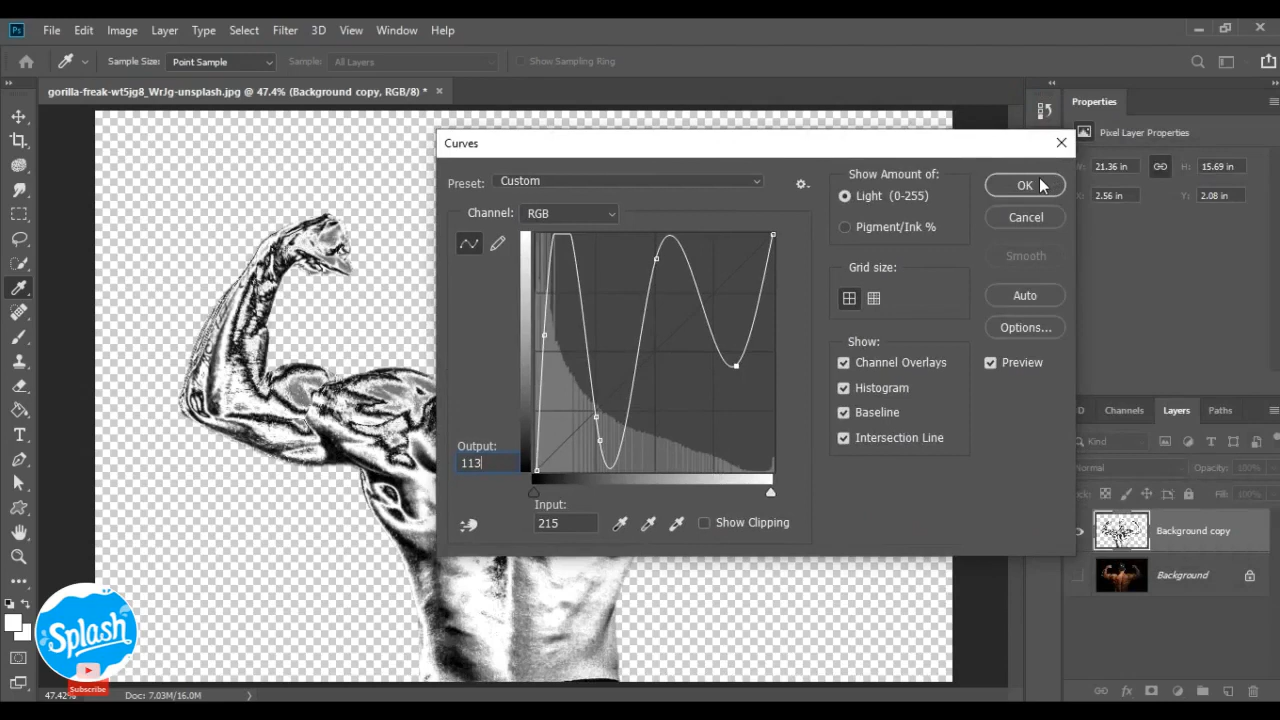 Ps File Edit Image Layer Type Select Filter 3D View Window Help
Sample Size: Point Sample Sample: All Layers Show Sampling Ring
gorilla-freak-wt5jg8_WrJg-unsplash.jpg @ 47.4% (Background copy, RGB/8) *
Properties
Pixel Layer Properties
W: 21.36 in H: 15.69 in
X: 2.56 in Y: 2.08 in
Curves
Preset: Custom
Channel: RGB
Output:
113
Input:
215
Show Clipping
Show Amount of:
Light (0-255)
Pigment/Ink %
Grid size:
Show:
Channel Overlays
Histogram
Baseline
Intersection Line
OK
Cancel
Smooth
Auto
Options...
Preview
3D Channels Layers Paths
Kind
Normal Opacity: 100%
Lock: Fill: 100%
Background copy
Background
Splash
Subscribe
47.42% Doc: 7.03M/16.0M